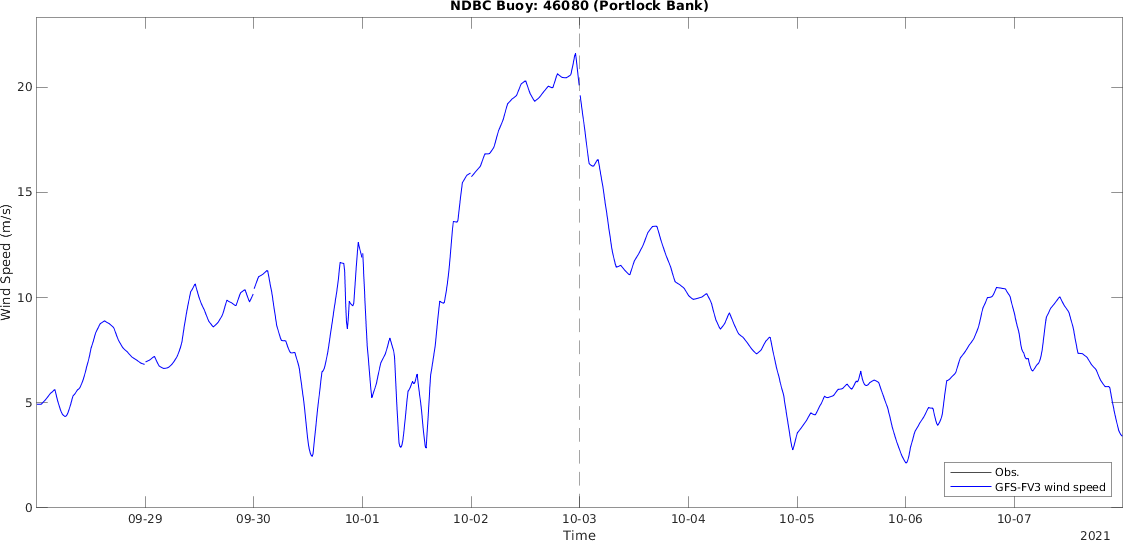 NDBC Buoy: 46080 (Portlock Bank)
20
15
10
5
0
Wind Speed (m/s)
09-29 09-30 10-01 10-02 10-03 10-04 10-05 10-06 10-07
Time
2021
Obs.
GFS-FV3 wind speed